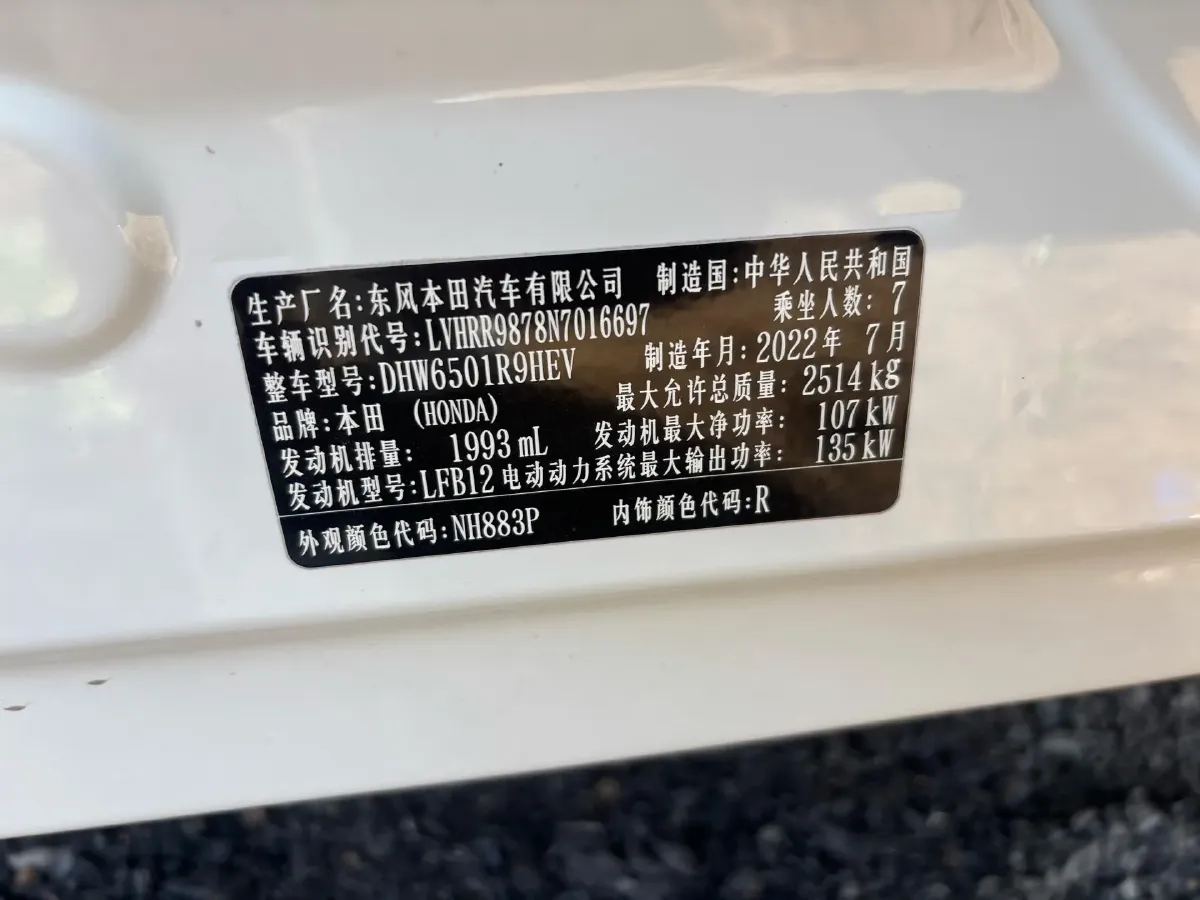 生产厂名:东风本田汽车有限公司 制造国:中华人民共和国
车辆识别代号:LVHRR9878N7016697 乘坐人数: 7
整车型号:DHW6501R9HEV 制造年月:2022年 7月
品牌:本田 (HONDA) 最大允许总质量: 2514kg
发动机排量: 1993mL 发动机最大净功率: 107kW
发动机型号:LFB12 电动动力系统最大输出功率: 135kW
外观颜色代码:NH883P 内饰颜色代码:R